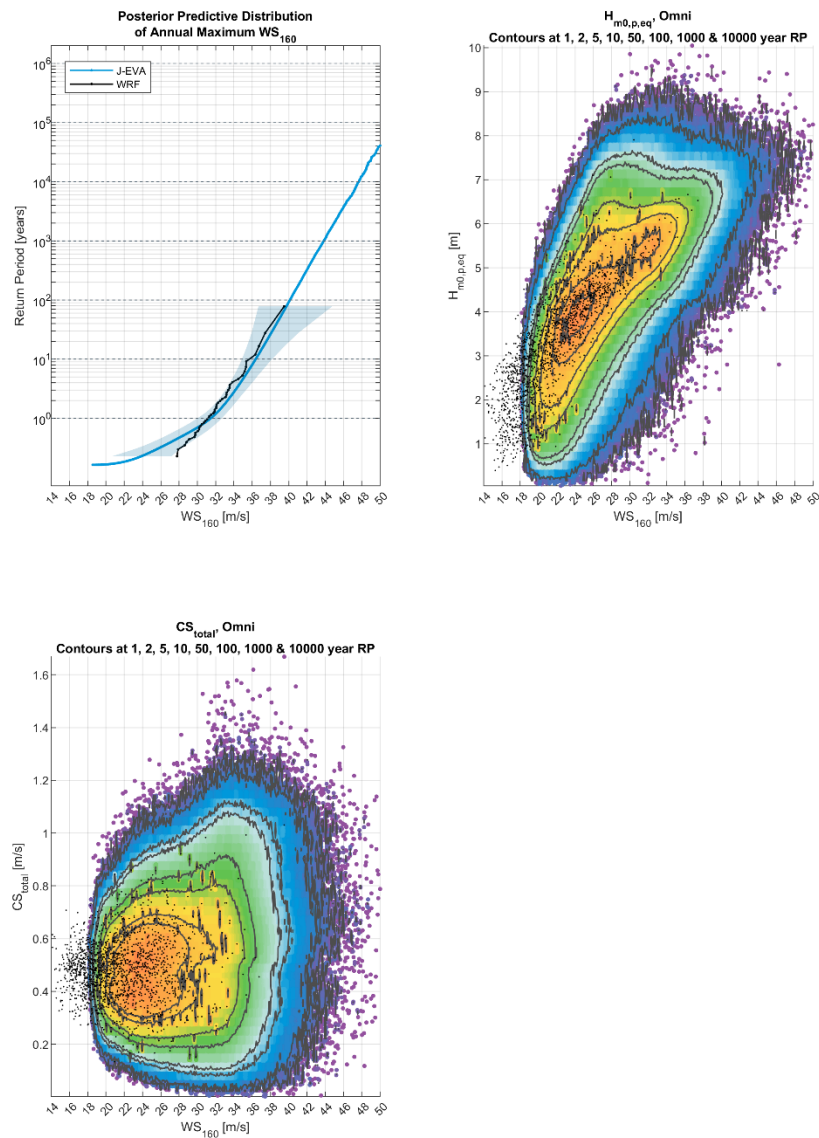 Posterior Predictive Distribution
of Annual Maximum WS160
J-EVA
WRF
10^6
10^5
10^4
10^3
10^2
10^1
10^0
Return Period [years]
14 16 18 20 22 24 26 28 30 32 34 36 38 40 42 44 46 48 50
WS160 [m/s]
Hm0,p,eq, Omni
Contours at 1, 2, 5, 10, 50, 100, 1000 & 10000 year RP
10
9
8
7
6
5
4
3
2
1
Hm0,p,eq [m]
14 16 18 20 22 24 26 28 30 32 34 36 38 40 42 44 46 48 50
WS160 [m/s]
CStotal, Omni
Contours at 1, 2, 5, 10, 50, 100, 1000 & 10000 year RP
1.6
1.4
1.2
1
0.8
0.6
0.4
0.2
CStotal [m/s]
14 16 18 20 22 24 26 28 30 32 34 36 38 40 42 44 46 48 50
WS160 [m/s]